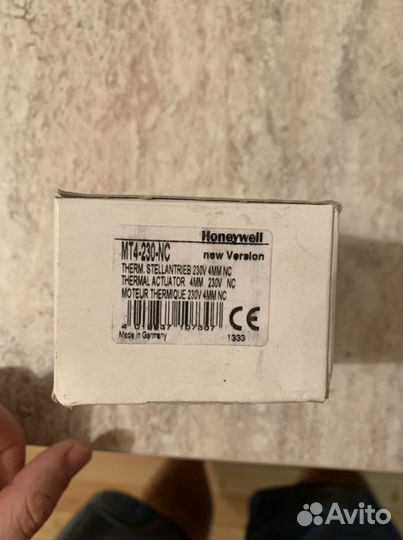 Honeywell
MT4-230-NC new Version
THERM. STELLANTRIEB 230V 4MM NC
THERMAL ACTUATOR 4MM 230V NC
MOTEUR THERMIQUE 230V 4MM NC
Made in Germany 1333
CE
Avito